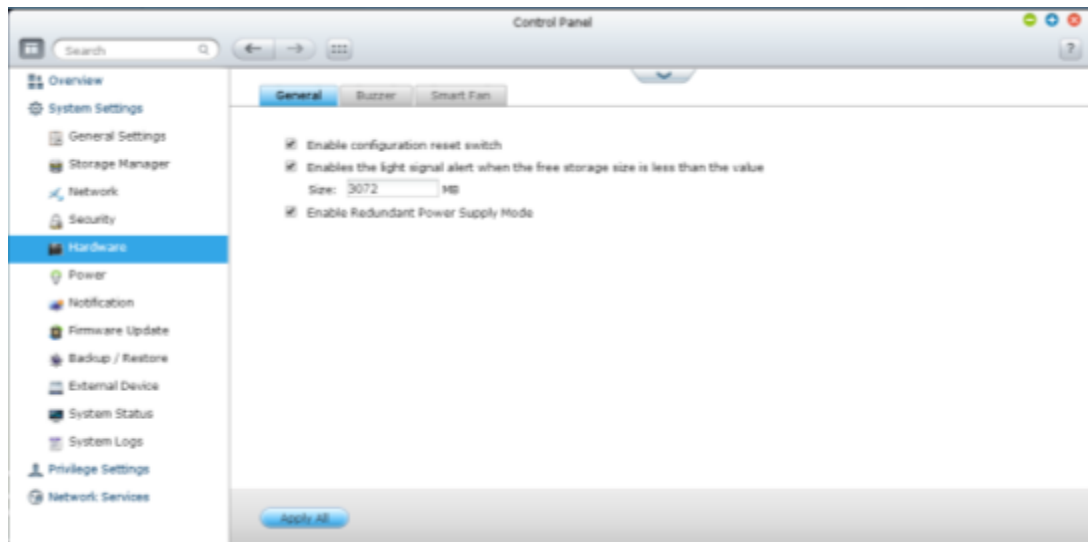 Control Panel
Search
?
Overview
System Settings
General Settings
Storage Manager
Network
Security
Hardware
Power
Notification
Firmware Update
Backup / Restore
External Device
System Status
System Logs
Privilege Settings
Network Services
General Buzzer Smart Fan
Enable configuration reset switch
Enables the light signal alert when the free storage size is less than the value
Size: 3072 MB
Enable Redundant Power Supply Mode
Apply All